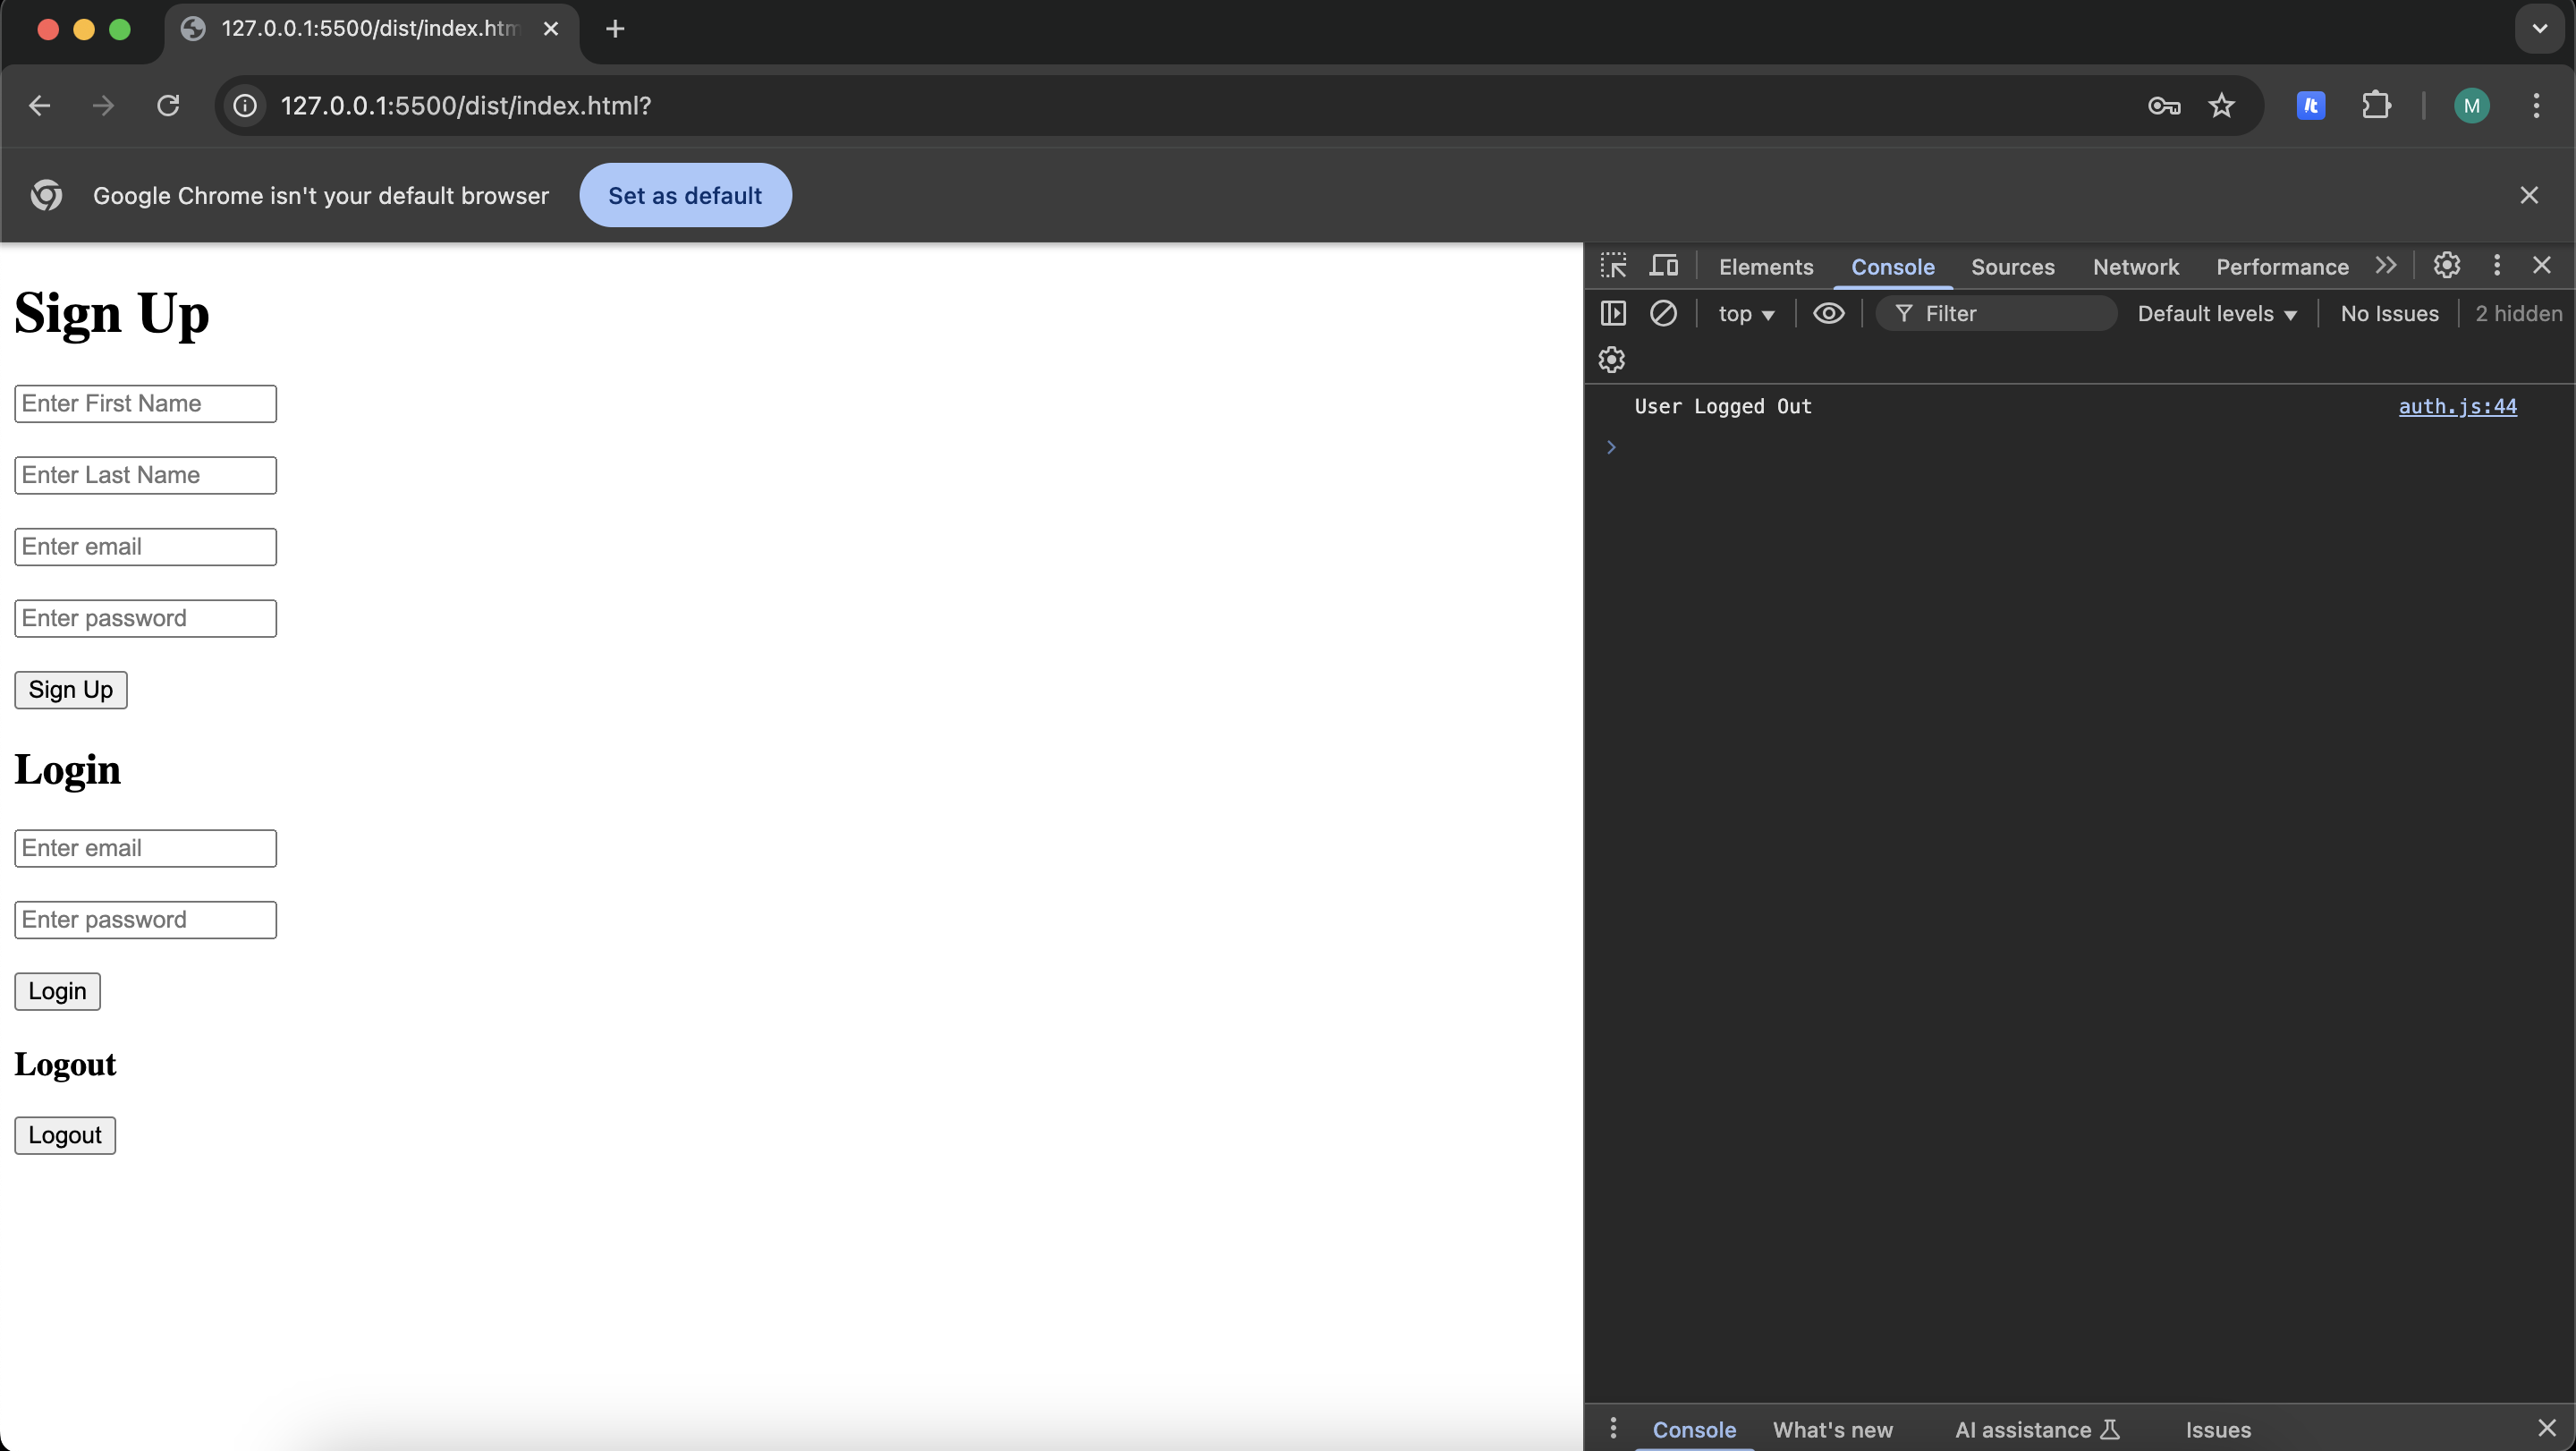 127.0.0.1:5500/dist/index.htm
127.0.0.1:5500/dist/index.html?
lt
M
Google Chrome isn't your default browser
Set as default
Sign Up
Enter First Name
Enter Last Name
Enter email
Enter password
Sign Up
Login
Enter email
Enter password
Login
Logout
Logout
Elements Console Sources Network Performance
top Filter Default levels No Issues 2 hidden
User Logged Out auth.js:44
Console What's new AI assistance Issues